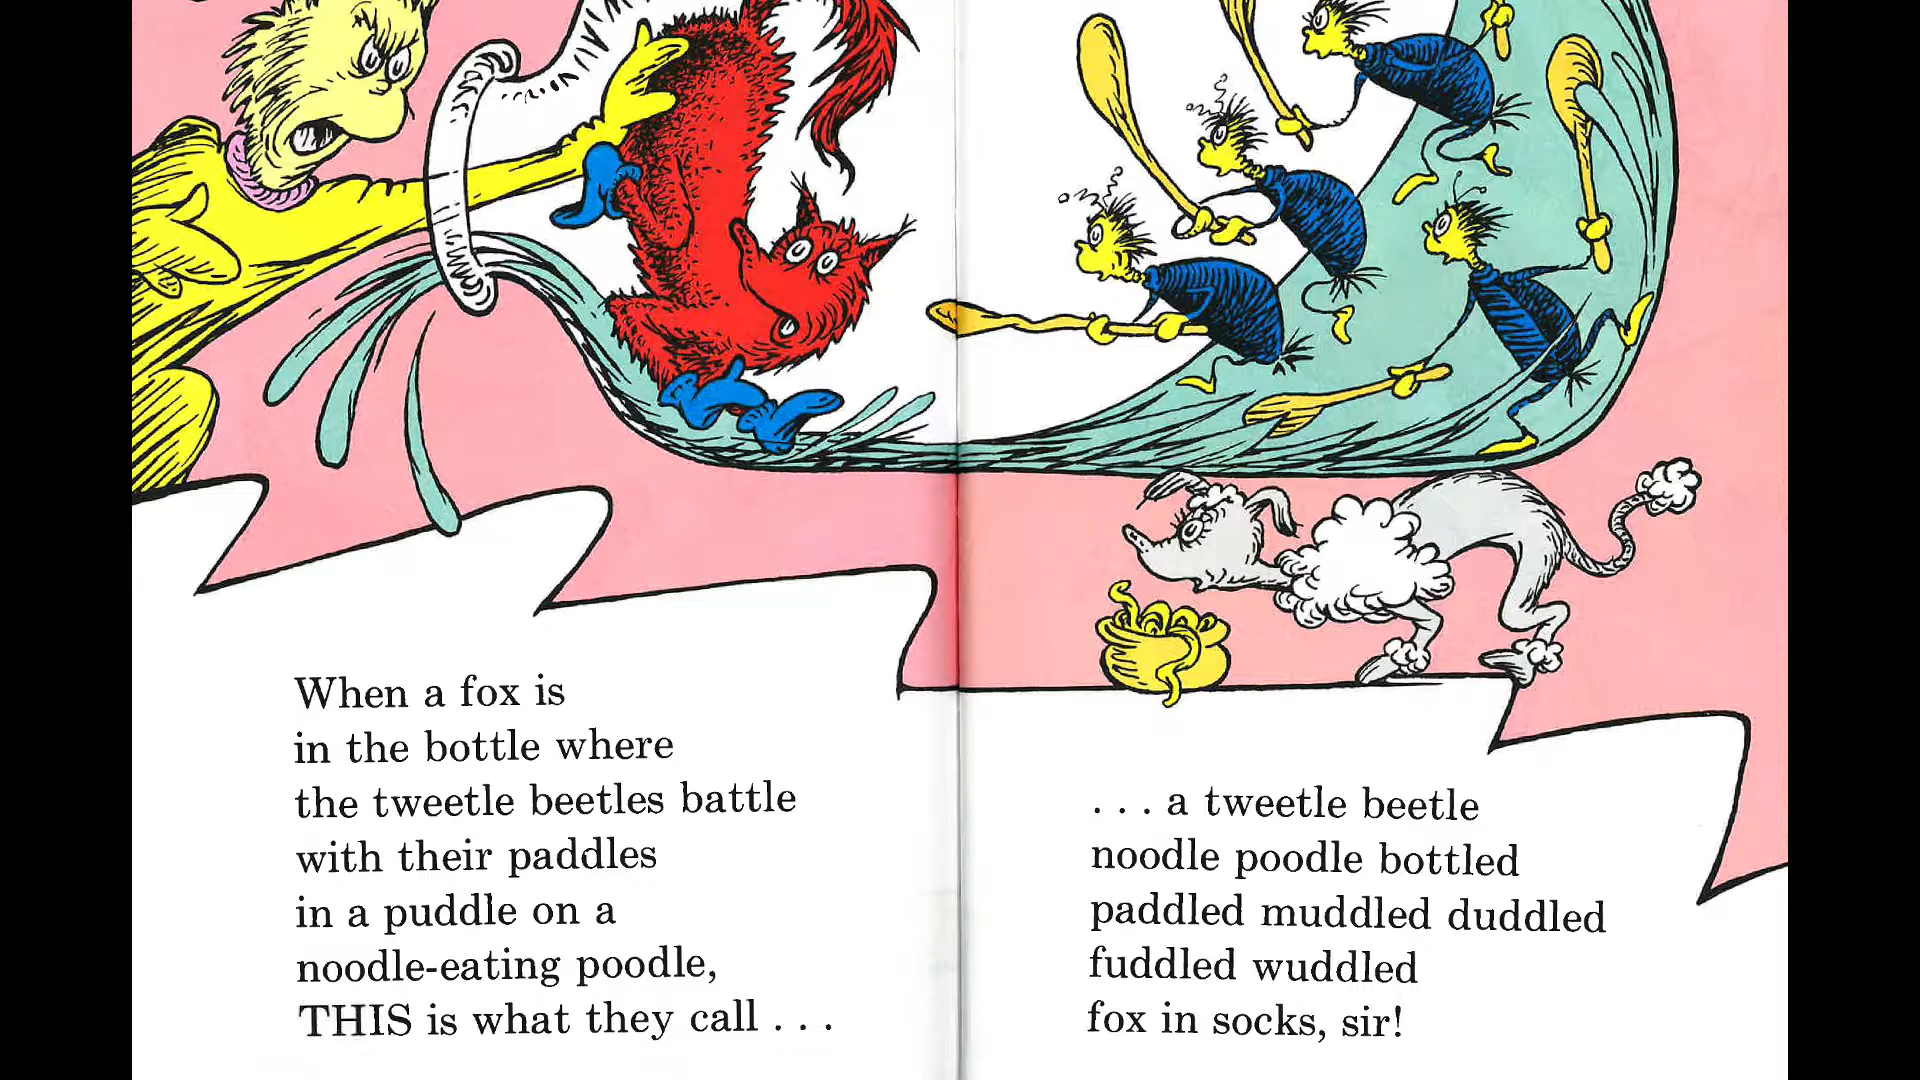 When a fox is
in the bottle where
the tweetle beetles battle
with their paddles
in a puddle on a
noodle-eating poodle,
THIS is what they call . . .
. . . a tweetle beetle
noodle poodle bottled
paddled muddled duddled
fuddled wuddled
fox in socks, sir!